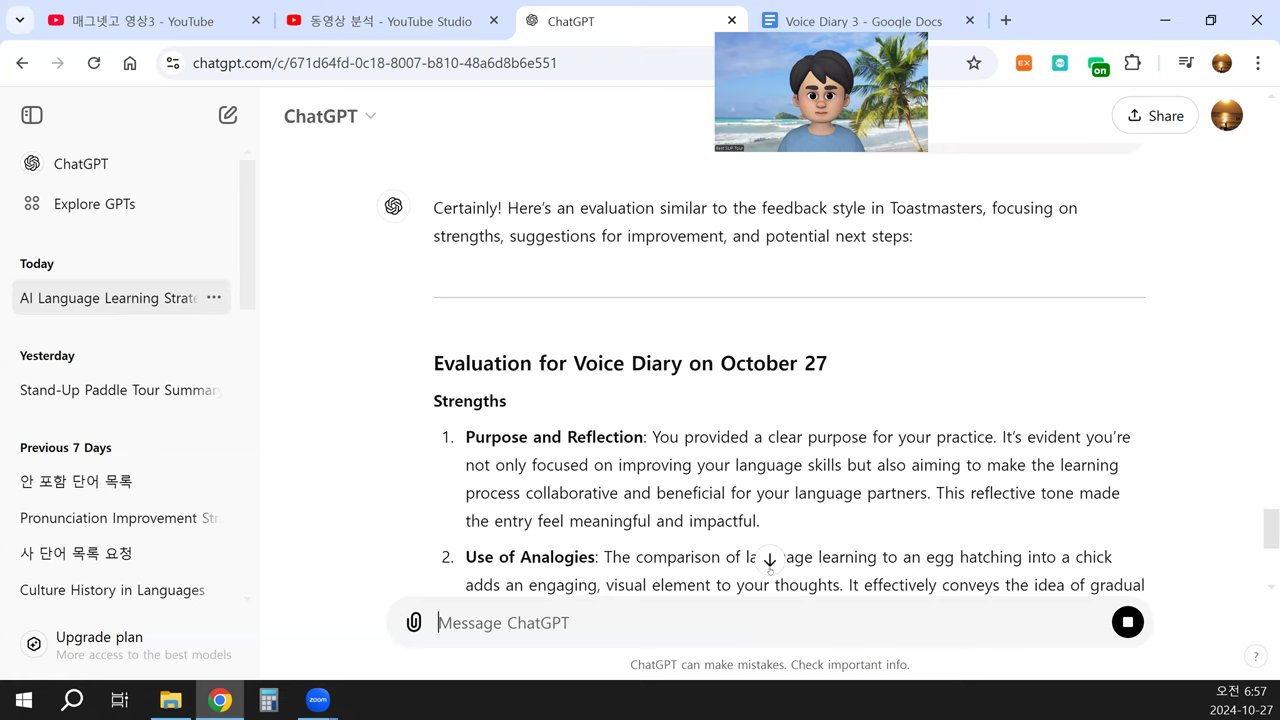 매그넷고 영상3 - YouTube
동영상 분석 - YouTube Studio
ChatGPT
Voice Diary 3 - Google Docs
chatgpt.com/c/671d64fd-0c18-8007-b810-48a6d8b6e551
EX
on
ChatGPT
Share
Best SUP Tour
ChatGPT
Explore GPTs
Today
AI Language Learning Strate
Yesterday
Stand-Up Paddle Tour Summar
Previous 7 Days
안 포함 단어 목록
Pronunciation Improvement Str
사 단어 목록 요청
Culture History in Languages
Upgrade plan
More access to the best models
Certainly! Here's an evaluation similar to the feedback style in Toastmasters, focusing on
strengths, suggestions for improvement, and potential next steps:
Evaluation for Voice Diary on October 27
Strengths
1. Purpose and Reflection: You provided a clear purpose for your practice. It's evident you're
not only focused on improving your language skills but also aiming to make the learning
process collaborative and beneficial for your language partners. This reflective tone made
the entry feel meaningful and impactful.
2. Use of Analogies: The comparison of language learning to an egg hatching into a chick
adds an engaging, visual element to your thoughts. It effectively conveys the idea of gradual
Message ChatGPT
ChatGPT can make mistakes. Check important info.
?
zoom
오전 6:57
2024-10-27